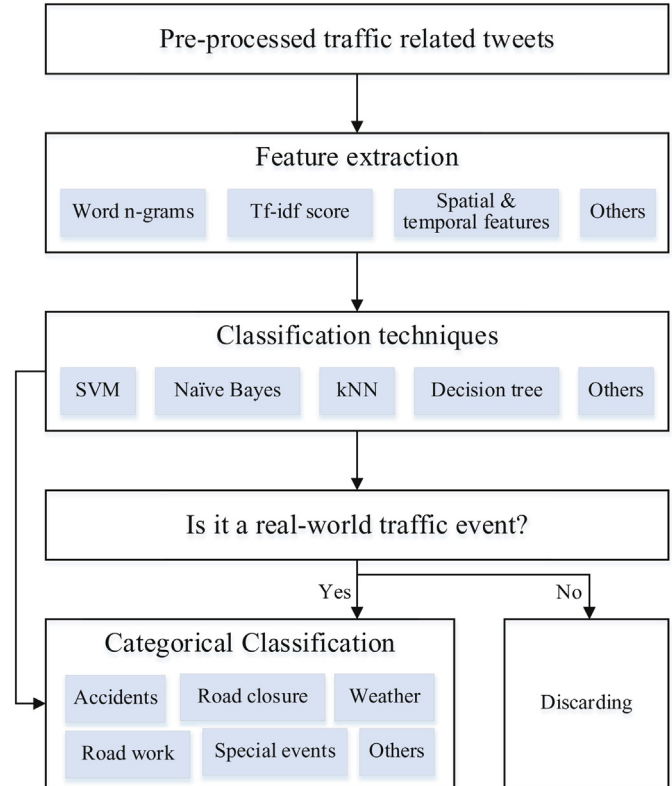 Pre-processed traffic related tweets
Feature extraction
Word n-grams
Tf-idf score
Spatial &
temporal features
Others
Classification techniques
SVM
Naïve Bayes
kNN
Decision tree
Others
Is it a real-world traffic event?
Yes
No
Categorical Classification
Accidents
Road closure
Weather
Road work
Special events
Others
Discarding